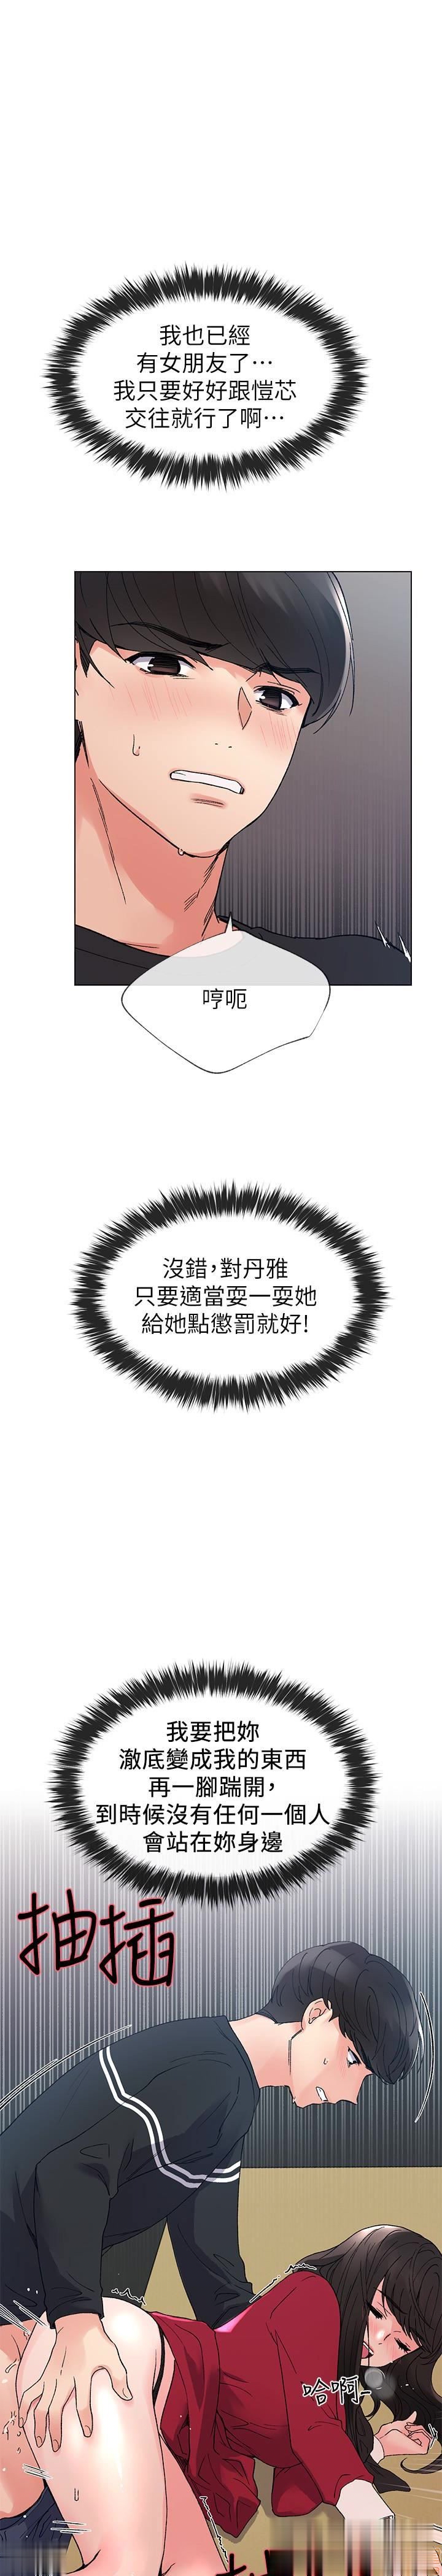 我也已經
有女朋友了…
我只要好好跟愷芯
交往就行了啊…
哼呃
沒錯，對丹雅
只要適當耍一耍她
給她點懲罰就好！
我要把妳
澈底變成我的東西
再一腳踹開，
到時候沒有任何一個人
會站在妳身邊
抽插
哈啊-